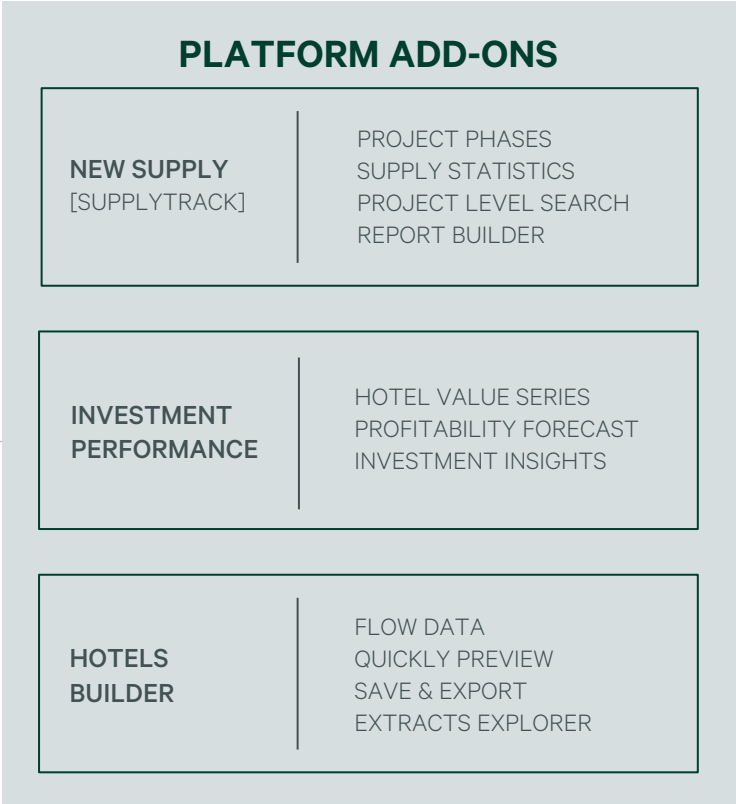 PLATFORM ADD-ONS
NEW SUPPLY
[SUPPLYTRACK]
PROJECT PHASES
SUPPLY STATISTICS
PROJECT LEVEL SEARCH
REPORT BUILDER
INVESTMENT
PERFORMANCE
HOTEL VALUE SERIES
PROFITABILITY FORECAST
INVESTMENT INSIGHTS
HOTELS
BUILDER
FLOW DATA
QUICKLY PREVIEW
SAVE & EXPORT
EXTRACTS EXPLORER